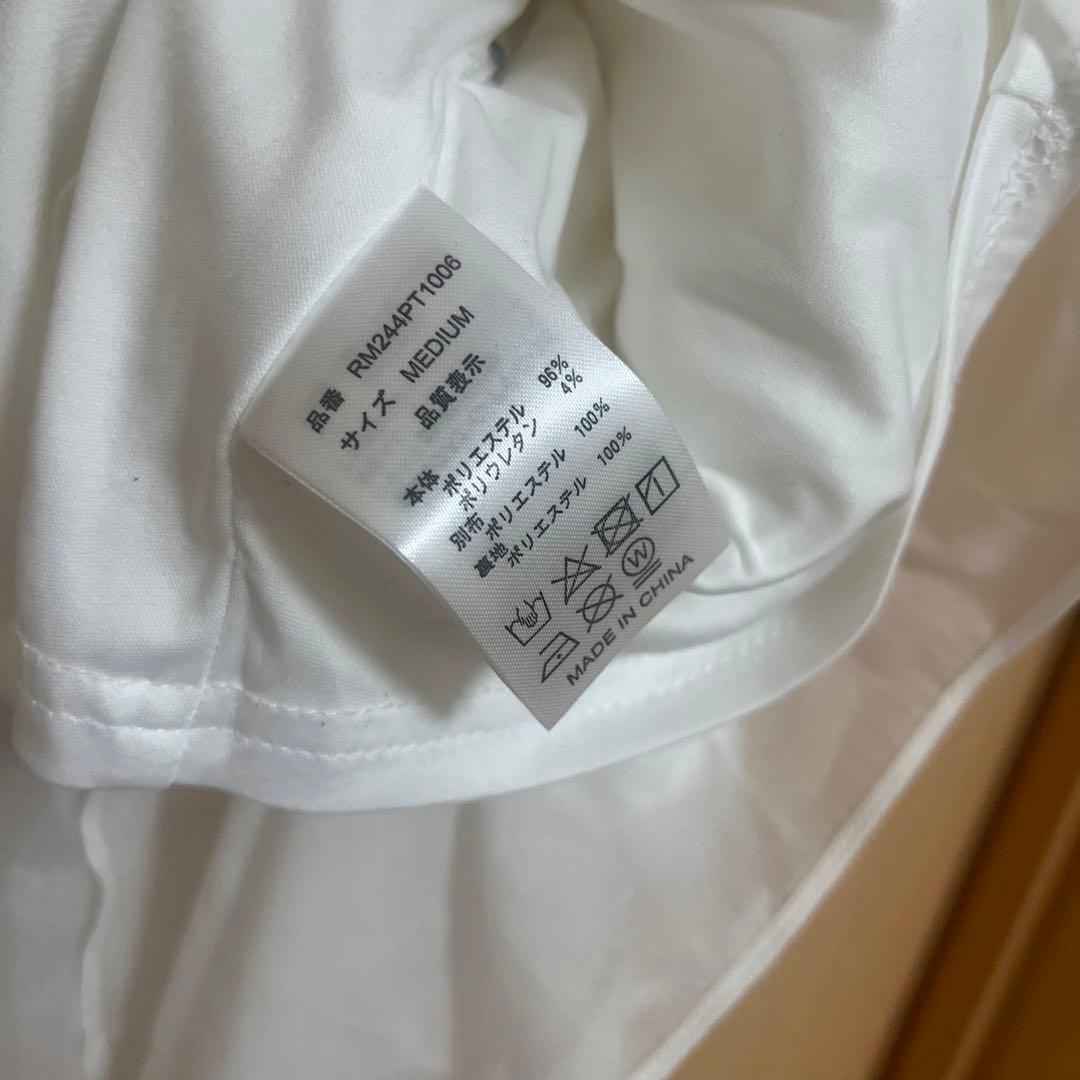 品番 RM244PT1006
サイズ MEDIUM
品質表示
本体 ポリエステル 96%
ポリウレタン 4%
別布 ポリエステル 100%
裏地 ポリエステル 100%
W
MADE IN CHINA